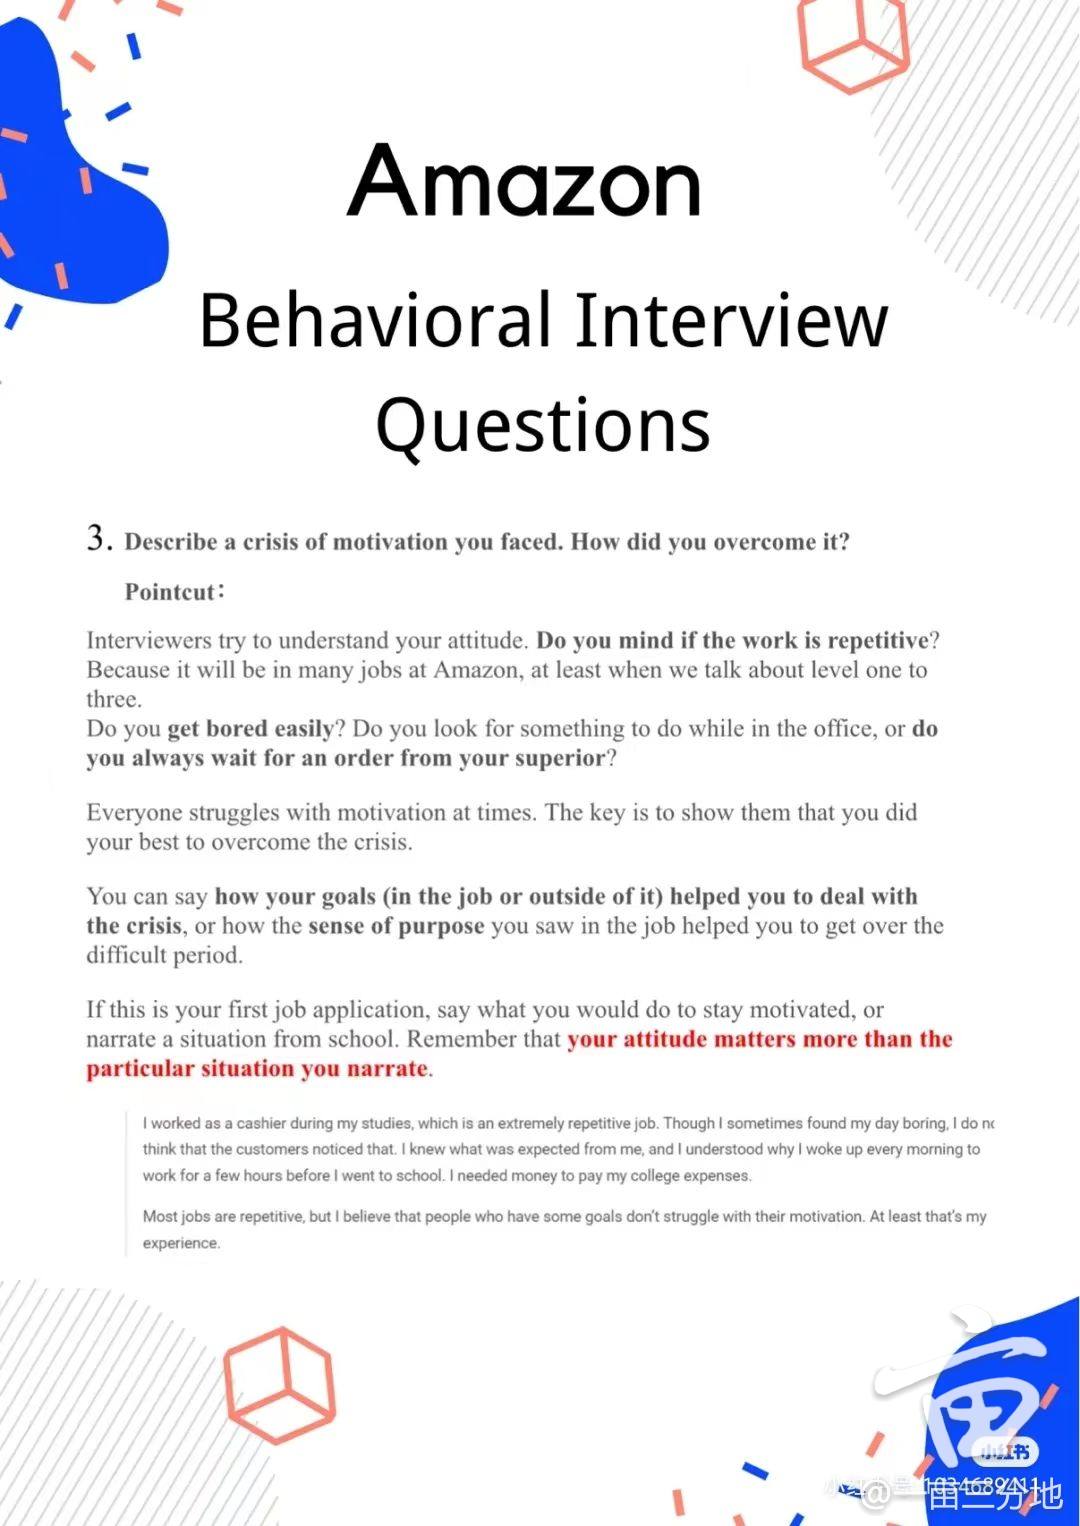 Amazon
Behavioral Interview
Questions
3. Describe a crisis of motivation you faced. How did you overcome it?
Pointcut：
Interviewers try to understand your attitude. Do you mind if the work is repetitive?
Because it will be in many jobs at Amazon, at least when we talk about level one to
three.
Do you get bored easily? Do you look for something to do while in the office, or do
you always wait for an order from your superior?
Everyone struggles with motivation at times. The key is to show them that you did
your best to overcome the crisis.
You can say how your goals (in the job or outside of it) helped you to deal with
the crisis, or how the sense of purpose you saw in the job helped you to get over the
difficult period.
If this is your first job application, say what you would do to stay motivated, or
narrate a situation from school. Remember that your attitude matters more than the
particular situation you narrate.
I worked as a cashier during my studies, which is an extremely repetitive job. Though I sometimes found my day boring, I do
think that the customers noticed that. I knew what was expected from me, and I understood why I woke up every morning to
work for a few hours before I went to school. I needed money to pay my college expenses.
Most jobs are repetitive, but I believe that people who have some goals don't struggle with their motivation. At least that's my
experience.
小红书
@一亩三分地